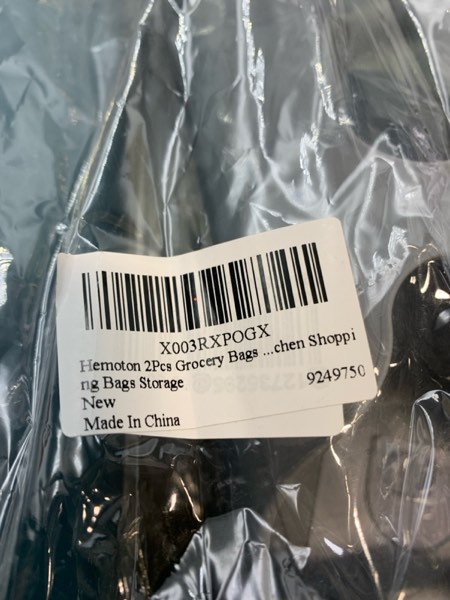 X003RXPOGX
Hemoton 2Pcs Grocery Bags ...chen Shoppi
ng Bags Storage
9249750
New
Made In China